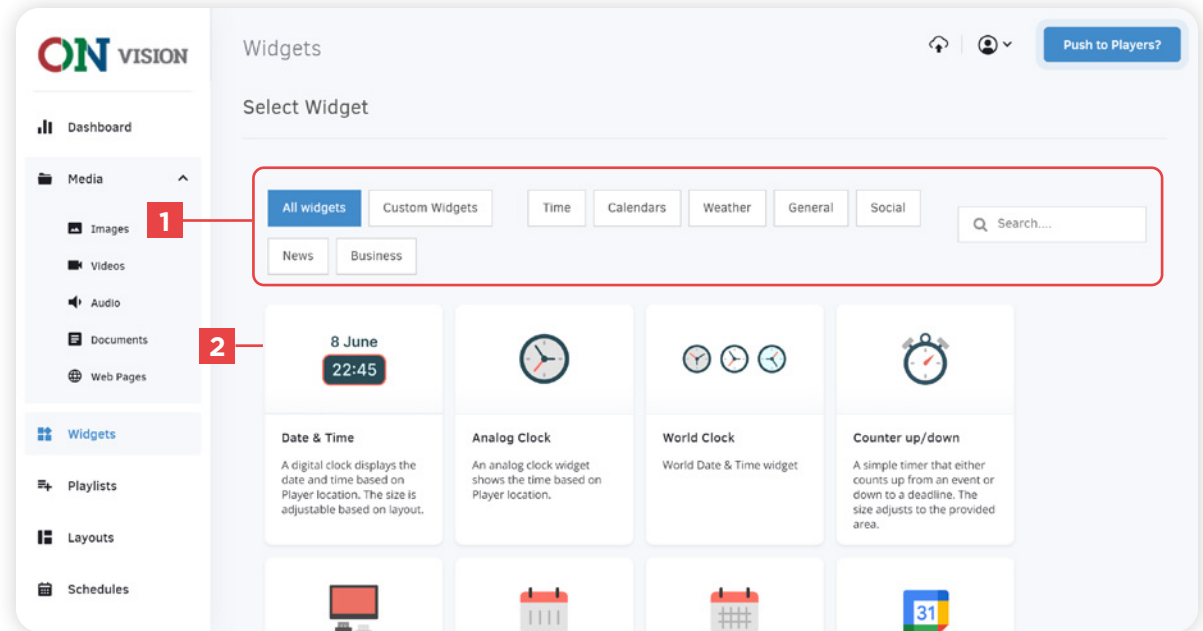 ON VISION
Widgets
Push to Players?
Select Widget
Dashboard
Media
Images
Videos
Audio
Documents
Web Pages
Widgets
Playlists
Layouts
Schedules
1
All widgets
Custom Widgets
Time
Calendars
Weather
General
Social
Search....
News
Business
2
8 June
22:45
Date & Time
A digital clock displays the
date and time based on
Player location. The size is
adjustable based on layout.
Analog Clock
An analog clock widget
shows the time based on
Player location.
World Clock
World Date & Time widget
Counter up/down
A simple timer that either
counts up from an event or
down to a deadline. The
size adjusts to the provided
area.
31